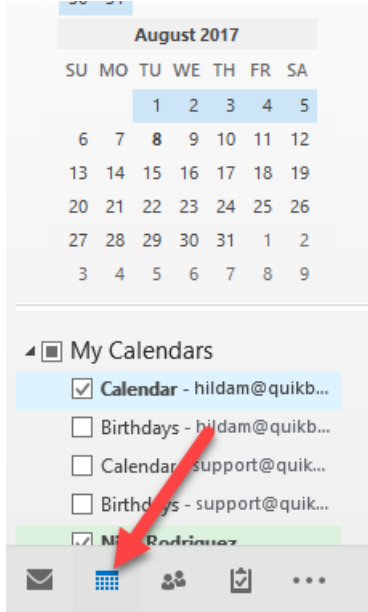 30 31
August 2017
SU MO TU WE TH FR SA
1 2 3 4 5
6 7 8 9 10 11 12
13 14 15 16 17 18 19
20 21 22 23 24 25 26
27 28 29 30 31 1 2
3 4 5 6 7 8 9
My Calendars
Calendar - hildam@quikb...
Birthdays - hildam@quikb...
Calendar - support@quik...
Birthdays - support@quik...
Rodriguez